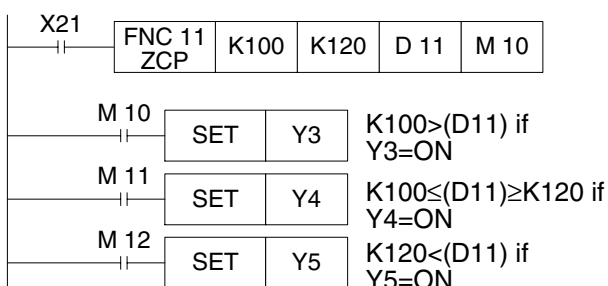 X21
FNC 11 K100 K120 D 11 M 10
ZCP
M 10
SET Y3 K100>(D11) if
Y3=ON
M 11
SET Y4 K100≤(D11)≥K120 if
Y4=ON
M 12
SET Y5 K120<(D11) if
Y5=ON